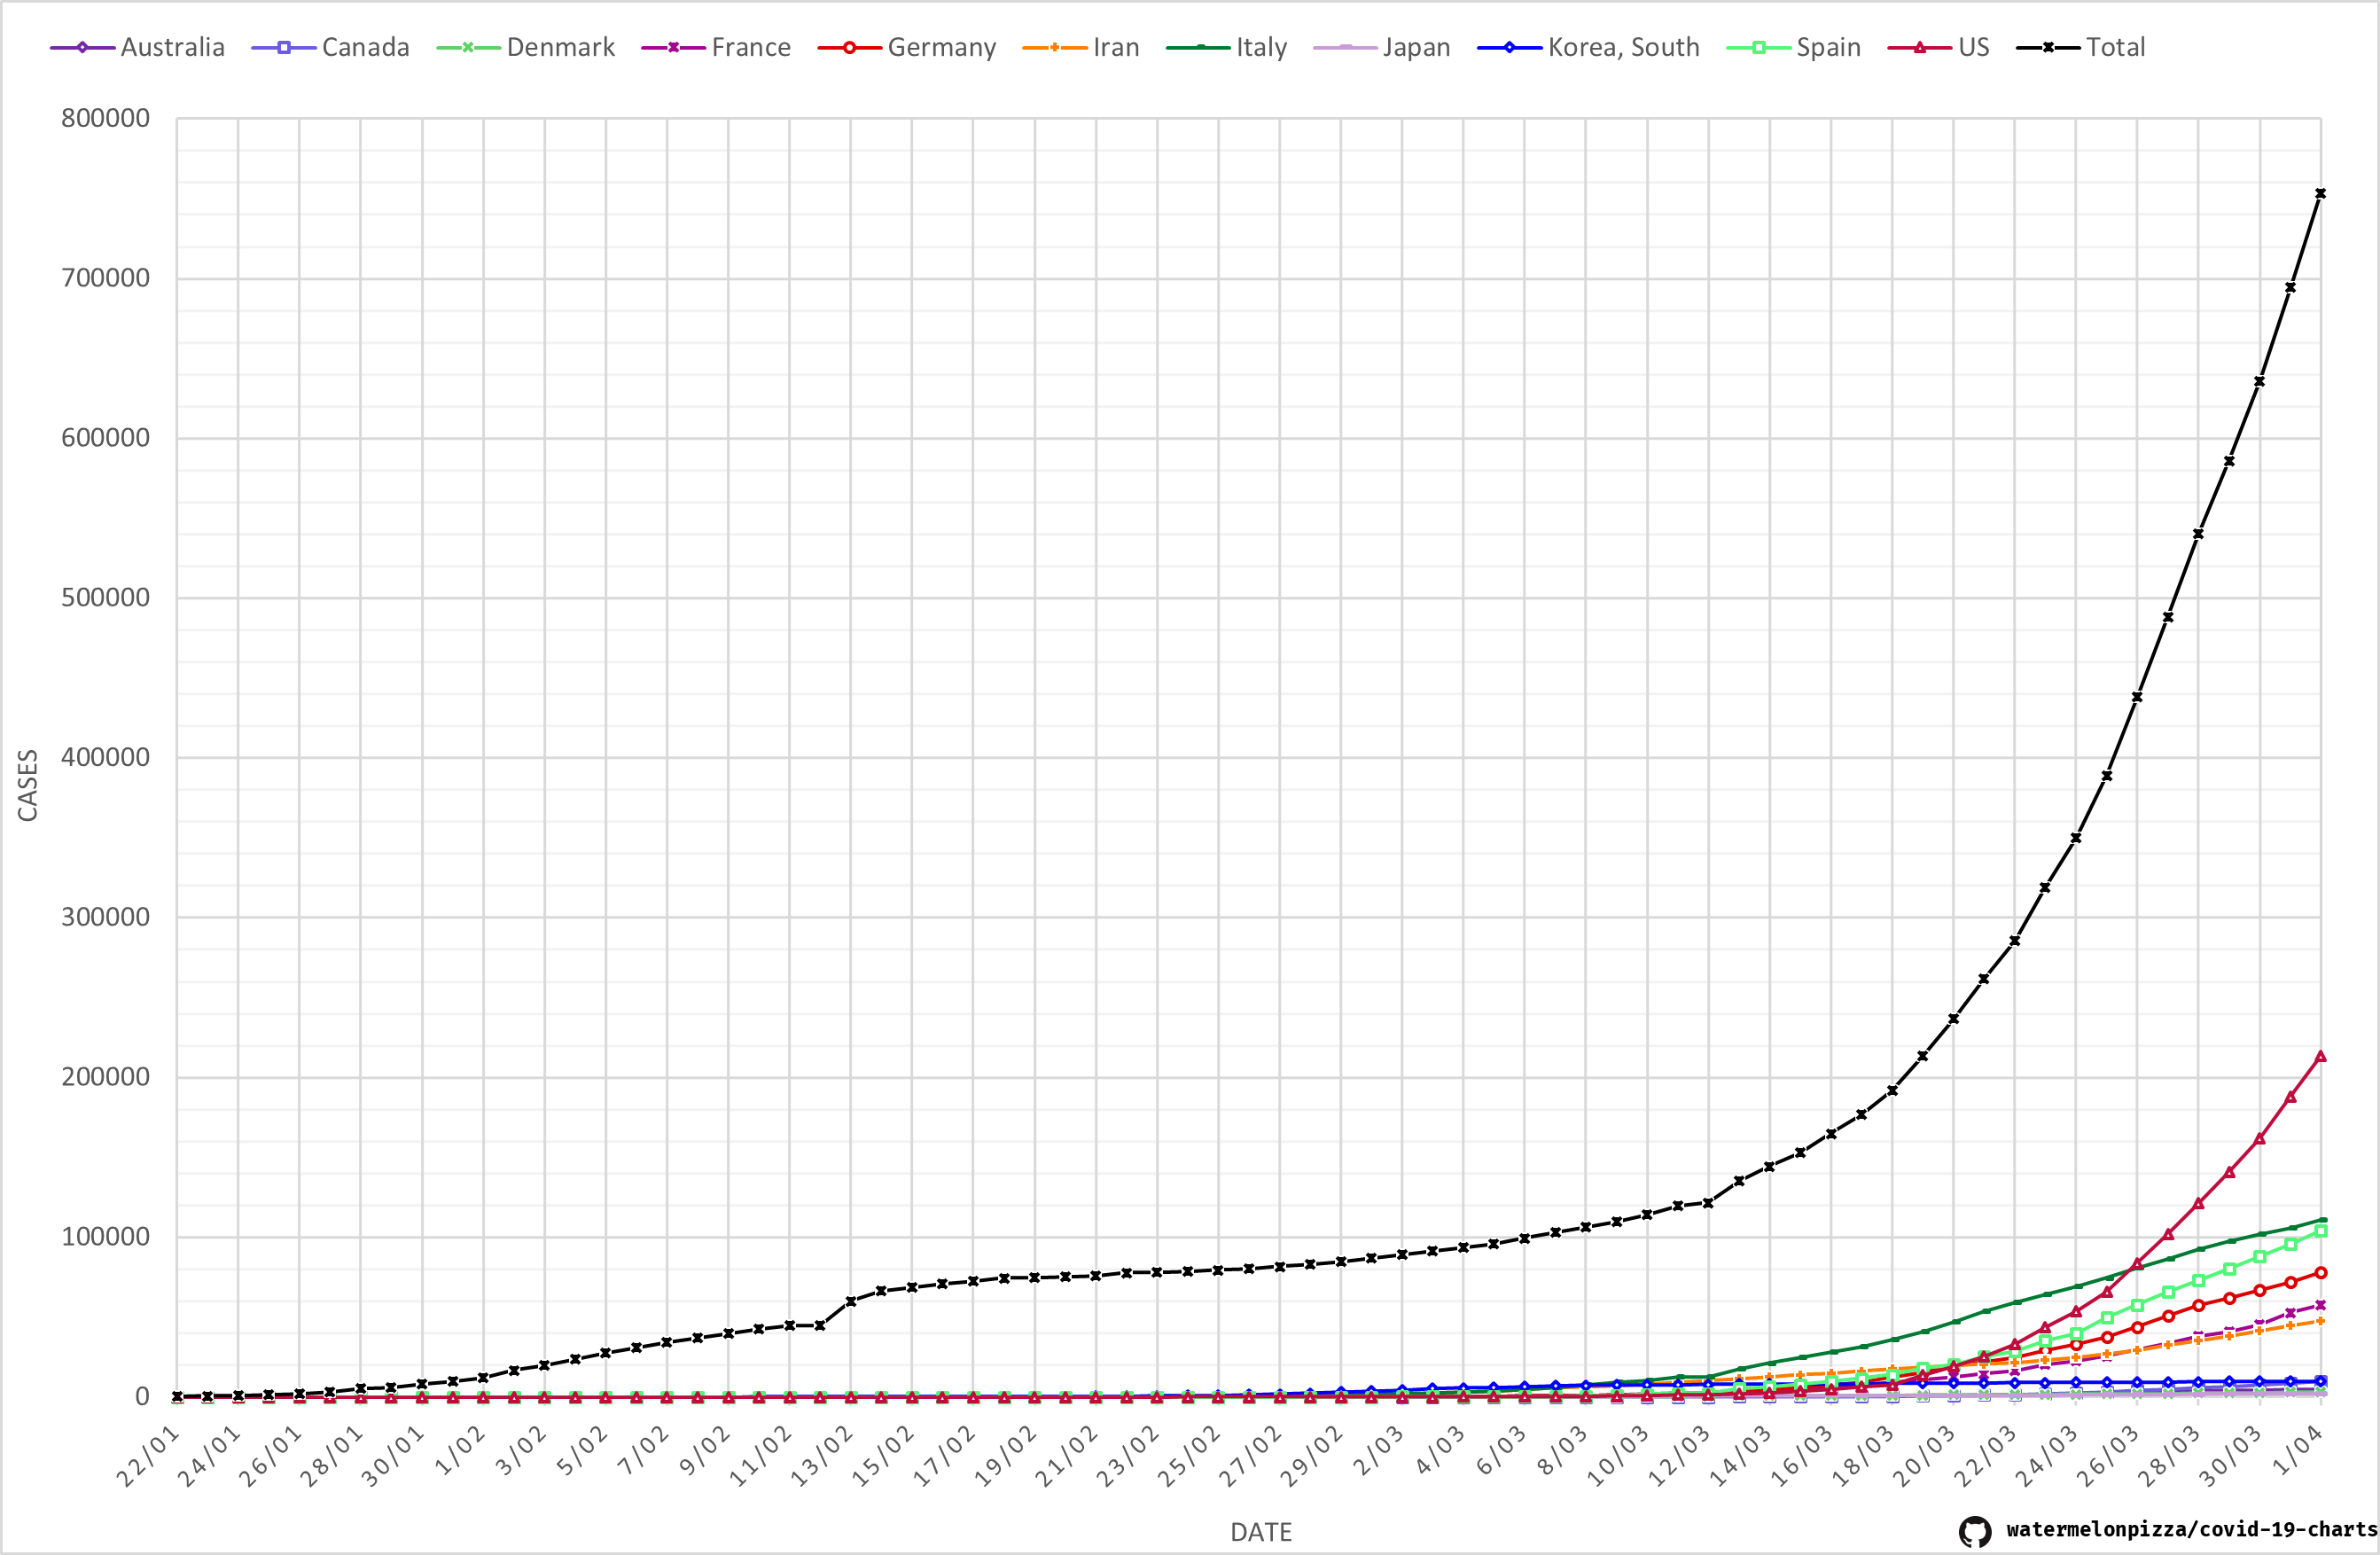 Australia Canada Denmark France Germany Iran Italy Japan Korea, South Spain US Total
800000
700000
600000
500000
400000
300000
200000
100000
0
CASES
22/01 24/01 26/01 28/01 30/01 1/02 3/02 5/02 7/02 9/02 11/02 13/02 15/02 17/02 19/02 21/02 23/02 25/02 27/02 29/02 2/03 4/03 6/03 8/03 10/03 12/03 14/03 16/03 18/03 20/03 22/03 24/03 26/03 28/03 30/03 1/04
DATE
watermelonpizza/covid-19-charts